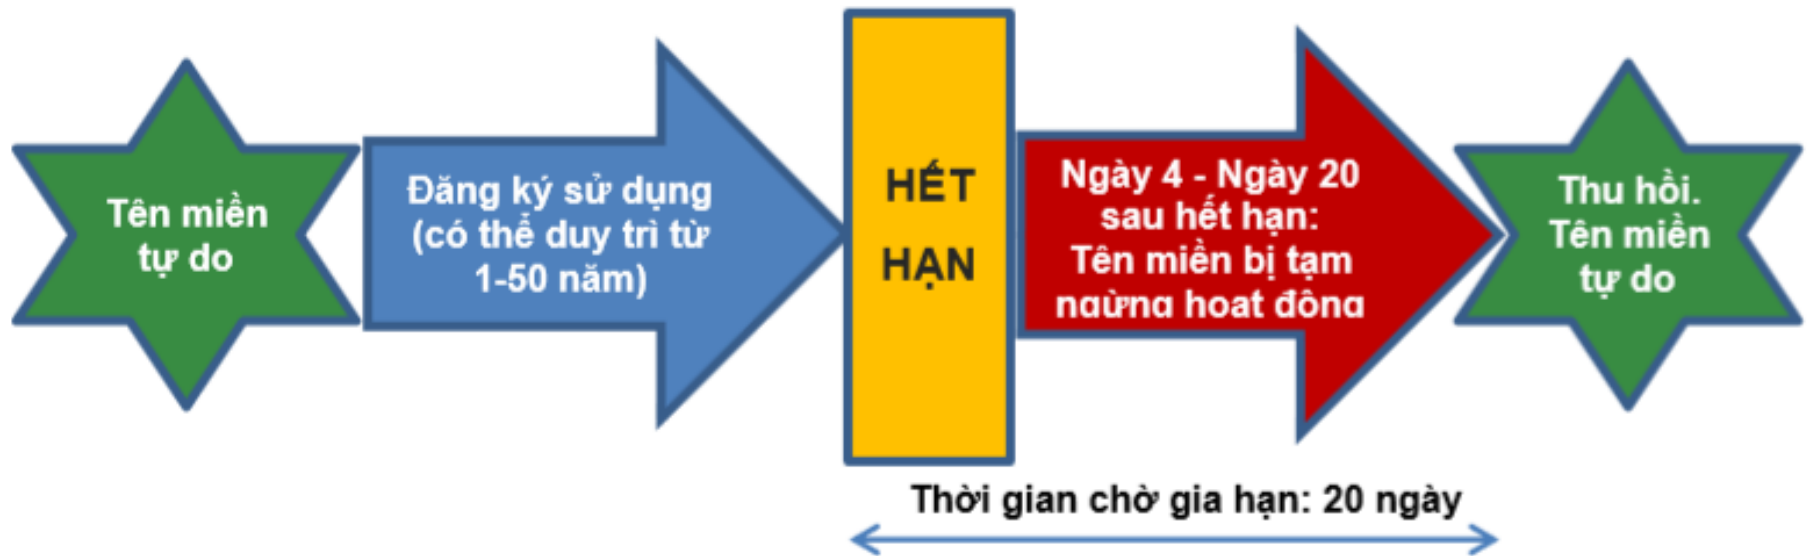 Tên miền
tự do
Đăng ký sử dụng
(có thể duy trì từ
1-50 năm)
HẾT
HẠN
Ngày 4 - Ngày 20
sau hết hạn:
Tên miền bị tạm
ngừng hoạt động
Thu hồi.
Tên miền
tự do
Thời gian chờ gia hạn: 20 ngày